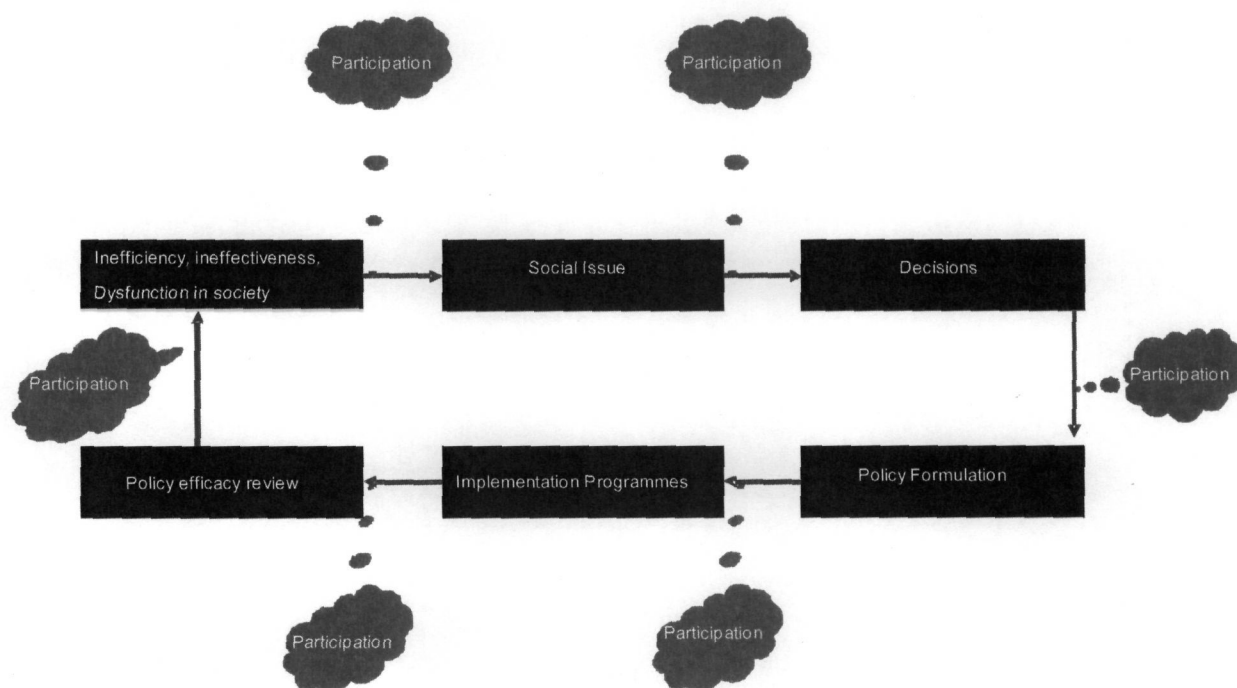 Participation
Participation
Inefficiency, ineffectiveness,
Dysfunction in society
Social Issue
Decisions
Participation
Participation
Policy efficacy review
Implementation Programmes
Policy Formulation
Participation
Participation